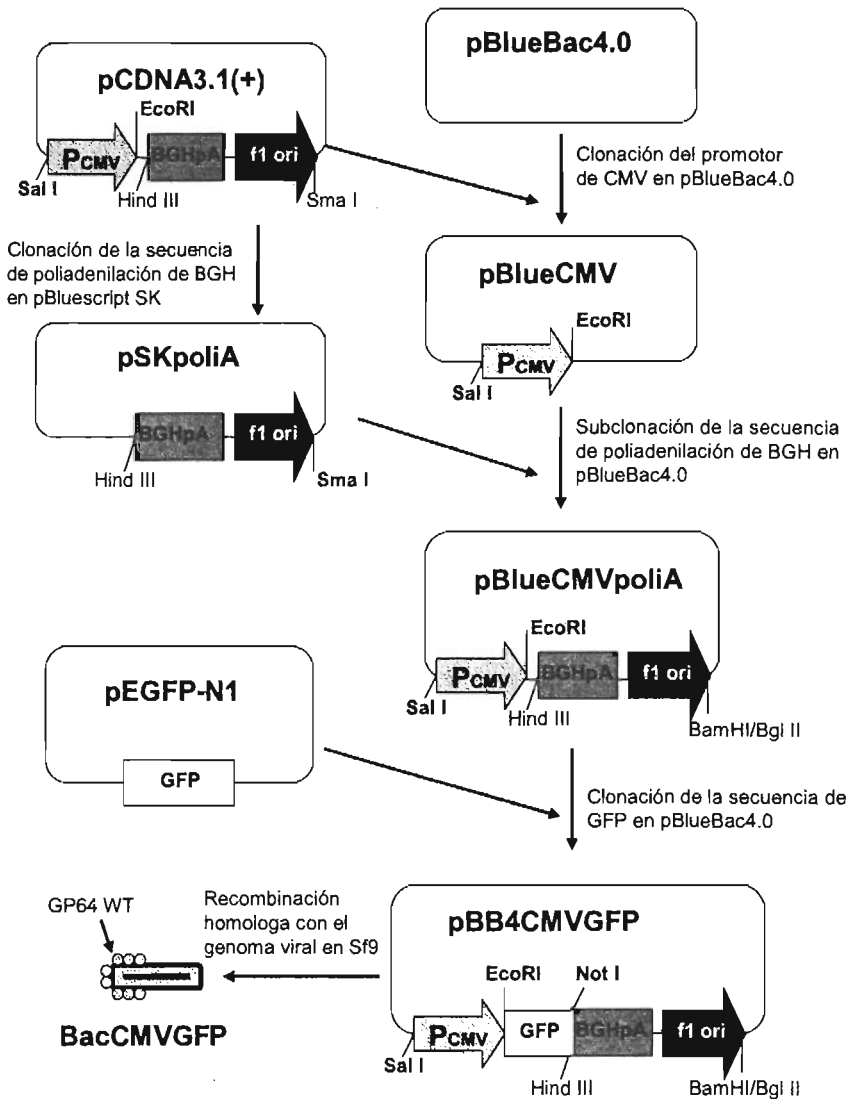 pCDNA3.1(+)
EcoRI
PCMV
BGHpA
f1 ori
Sal I
Hind III
Sma I
pBlueBac4.0
Clonación del promotor
de CMV en pBlueBac4.0
Clonación de la secuencia
de poliadenilación de BGH
en pBluescript SK
pBlueCMV
EcoRI
PCMV
Sal I
pSKpoliA
BGHpA
f1 ori
Hind III
Sma I
Subclonación de la secuencia
de poliadenilación de BGH en
pBlueBac4.0
pBlueCMVpoliA
EcoRI
PCMV
BGHpA
f1 ori
Sal I
Hind III
BamHI/Bgl II
pEGFP-N1
GFP
Clonación de la secuencia de
GFP en pBlueBac4.0
GP64 WT
Recombinación
homologa con el
genoma viral en Sf9
BacCMVGFP
pBB4CMVGFP
EcoRI
Not I
PCMV
GFP
BGHpA
f1 ori
Sal I
Hind III
BamHI/Bgl II